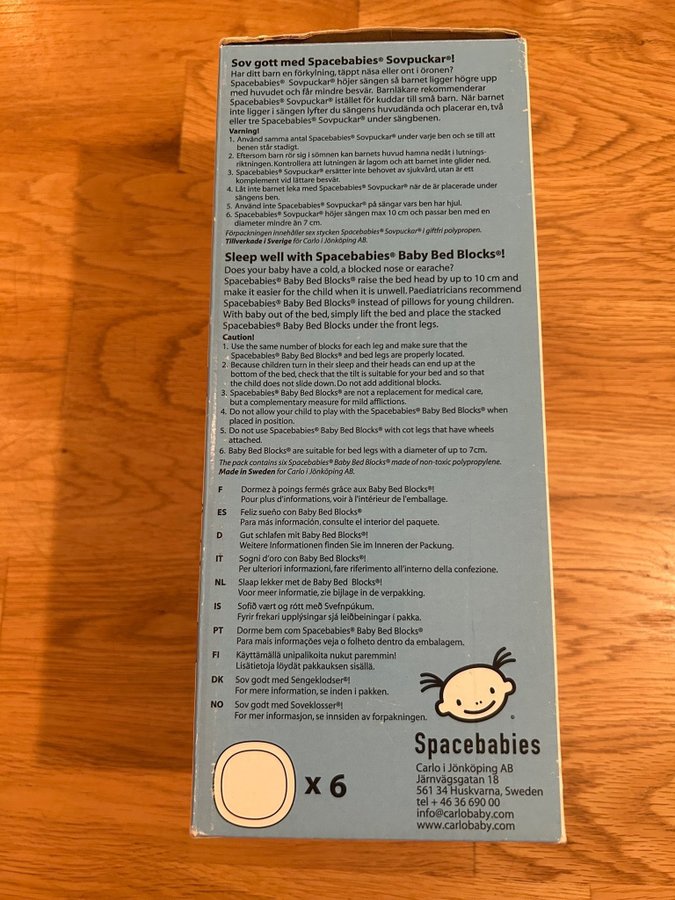 Sov gott med Spacebabies® Sovpuckar®!
Har ditt barn en förkylning, täppt näsa eller ont i öronen?
Spacebabies® Sovpuckar® höjer sängen så barnet ligger högre upp
med huvudet och får mindre besvär. Barnläkare rekommenderar
Spacebabies® Sovpuckar® istället för kuddar till små barn. När barnet
inte ligger i sängen lyfter du sängens huvudända och placerar en, två
eller tre Spacebabies® Sovpuckar® under sängbenen.
Varning!
1. Använd samma antal Spacebabies® Sovpuckar® under varje ben och se till att
benen står stadigt.
2. Eftersom barn rör sig i sömnen kan barnets huvud hamna nedåt i lutnings-
riktningen. Kontrollera att lutningen är lagom och att barnet inte glider ned.
3. Spacebabies® Sovpuckar® ersätter inte behovet av sjukvård, utan är ett
komplement vid lättare besvär.
4. Låt inte barnet leka med Spacebabies® Sovpuckar® när de är placerade under
sängens ben.
5. Använd inte Spacebabies® Sovpuckar® på sängar vars ben har hjul.
6. Spacebabies® Sovpuckar® höjer sängen max 10 cm och passar ben med en
diameter mindre än 7 cm.
Förpackningen innehåller sex stycken Spacebabies® Sovpuckar® i giftfri polypropen.
Tillverkade i Sverige för Carlo i Jönköping AB.
Sleep well with Spacebabies® Baby Bed Blocks®!
Does your baby have a cold, a blocked nose or earache?
Spacebabies® Baby Bed Blocks® raise the bed head by up to 10 cm and
make it easier for the child when it is unwell. Paediatricians recommend
Spacebabies® Baby Bed Blocks® instead of pillows for young children.
With baby out of the bed, simply lift the bed and place the stacked
Spacebabies® Baby Bed Blocks under the front legs.
Caution!
1. Use the same number of blocks for each leg and make sure that the
Spacebabies® Baby Bed Blocks® and bed legs are properly located.
2. Because children turn in their sleep and their heads can end up at the
bottom of the bed, check that the tilt is suitable for your bed and so that
the child does not slide down. Do not add additional blocks.
3. Spacebabies® Baby Bed Blocks® are not a replacement for medical care,
but a complementary measure for mild afflictions.
4. Do not allow your child to play with the Spacebabies® Baby Bed Blocks® when
placed in position.
5. Do not use Spacebabies® Baby Bed Blocks® with cot legs that have wheels
attached.
6. Baby Bed Blocks® are suitable for bed legs with a diameter of up to 7cm.
The pack contains six Spacebabies® Baby Bed Blocks® made of non-toxic polypropylene.
Made in Sweden for Carlo i Jönköping AB.
F Dormez à poings fermés grâce aux Baby Bed Blocks®!
Pour plus d'informations, voir à l'intérieur de l'emballage.
ES Feliz sueño con Baby Bed Blocks®
Para más información, consulte el interior del paquete.
D Gut schlafen mit Baby Bed Blocks®!
Weitere Informationen finden Sie im Inneren der Packung.
IT Sogni d'oro con Baby Bed Blocks®!
Per ulteriori informazioni, fare riferimento all'interno della confezione.
NL Slaap lekker met de Baby Bed Blocks®!
Voor meer informatie, zie bijlage in de verpakking.
IS Sofið vært og rótt með Svefnpúkum.
Fyrir frekari upplýsingar sjá leiðbeiningar í pakka.
PT Dorme bem com Spacebabies® Baby Bed Blocks®
Para mais informações veja o folheto dentro da embalagem.
FI Käyttämällä unipalikoita nukut paremmin!
Lisätietoja löydät pakkauksen sisällä.
DK Sov godt med Sengeklodser®!
For mere information, se inden i pakken.
NO Sov godt med Soveklosser®!
For mer informasjon, se innsiden av forpakningen.
x 6
Spacebabies
Carlo i Jönköping AB
Järnvägsgatan 18
561 34 Huskvarna, Sweden
tel + 46 36 690 00
info@carlobaby.com
www.carlobaby.com